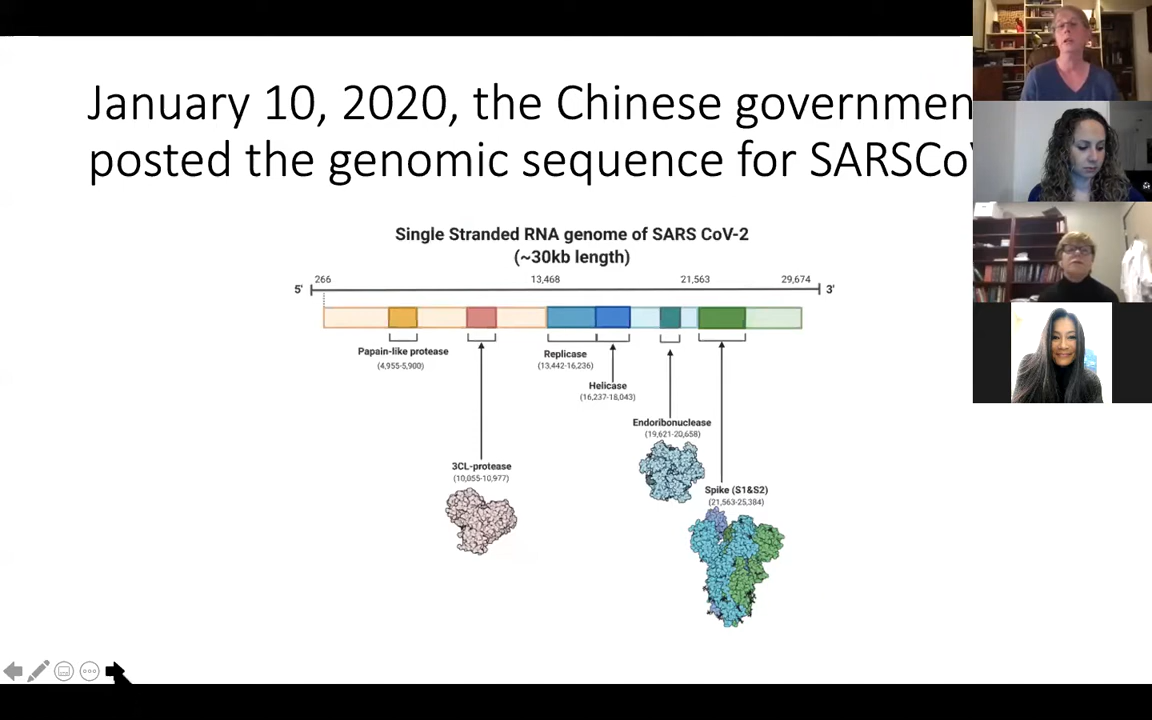 January 10, 2020, the Chinese governmen
posted the genomic sequence for SARSCoV
Single Stranded RNA genome of SARS CoV-2
(~30kb length)
266 13,468 21,563 29,674
5' 3'
Papain-like protease
(4,955-5,900)
Replicase
(13,442-16,236)
Helicase
(16,237-18,043)
Endoribonuclease
(19,621-20,658)
3CL-protease
(10,055-10,977)
Spike (S1&S2)
(21,563-25,384)